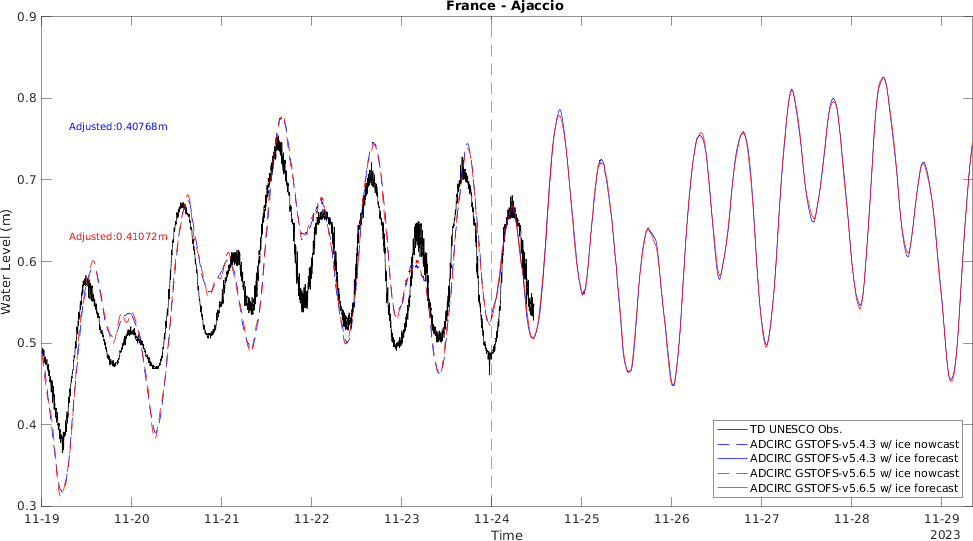 France - Ajaccio
0.9
0.8
0.7
0.6
0.5
0.4
0.3
Water Level (m)
Adjusted:0.40768m
Adjusted:0.41072m
TD UNESCO Obs.
ADCIRC GSTOFS-v5.4.3 w/ ice nowcast
ADCIRC GSTOFS-v5.4.3 w/ ice forecast
ADCIRC GSTOFS-v5.6.5 w/ ice nowcast
ADCIRC GSTOFS-v5.6.5 w/ ice forecast
11-19 11-20 11-21 11-22 11-23 11-24 11-25 11-26 11-27 11-28 11-29
Time
2023